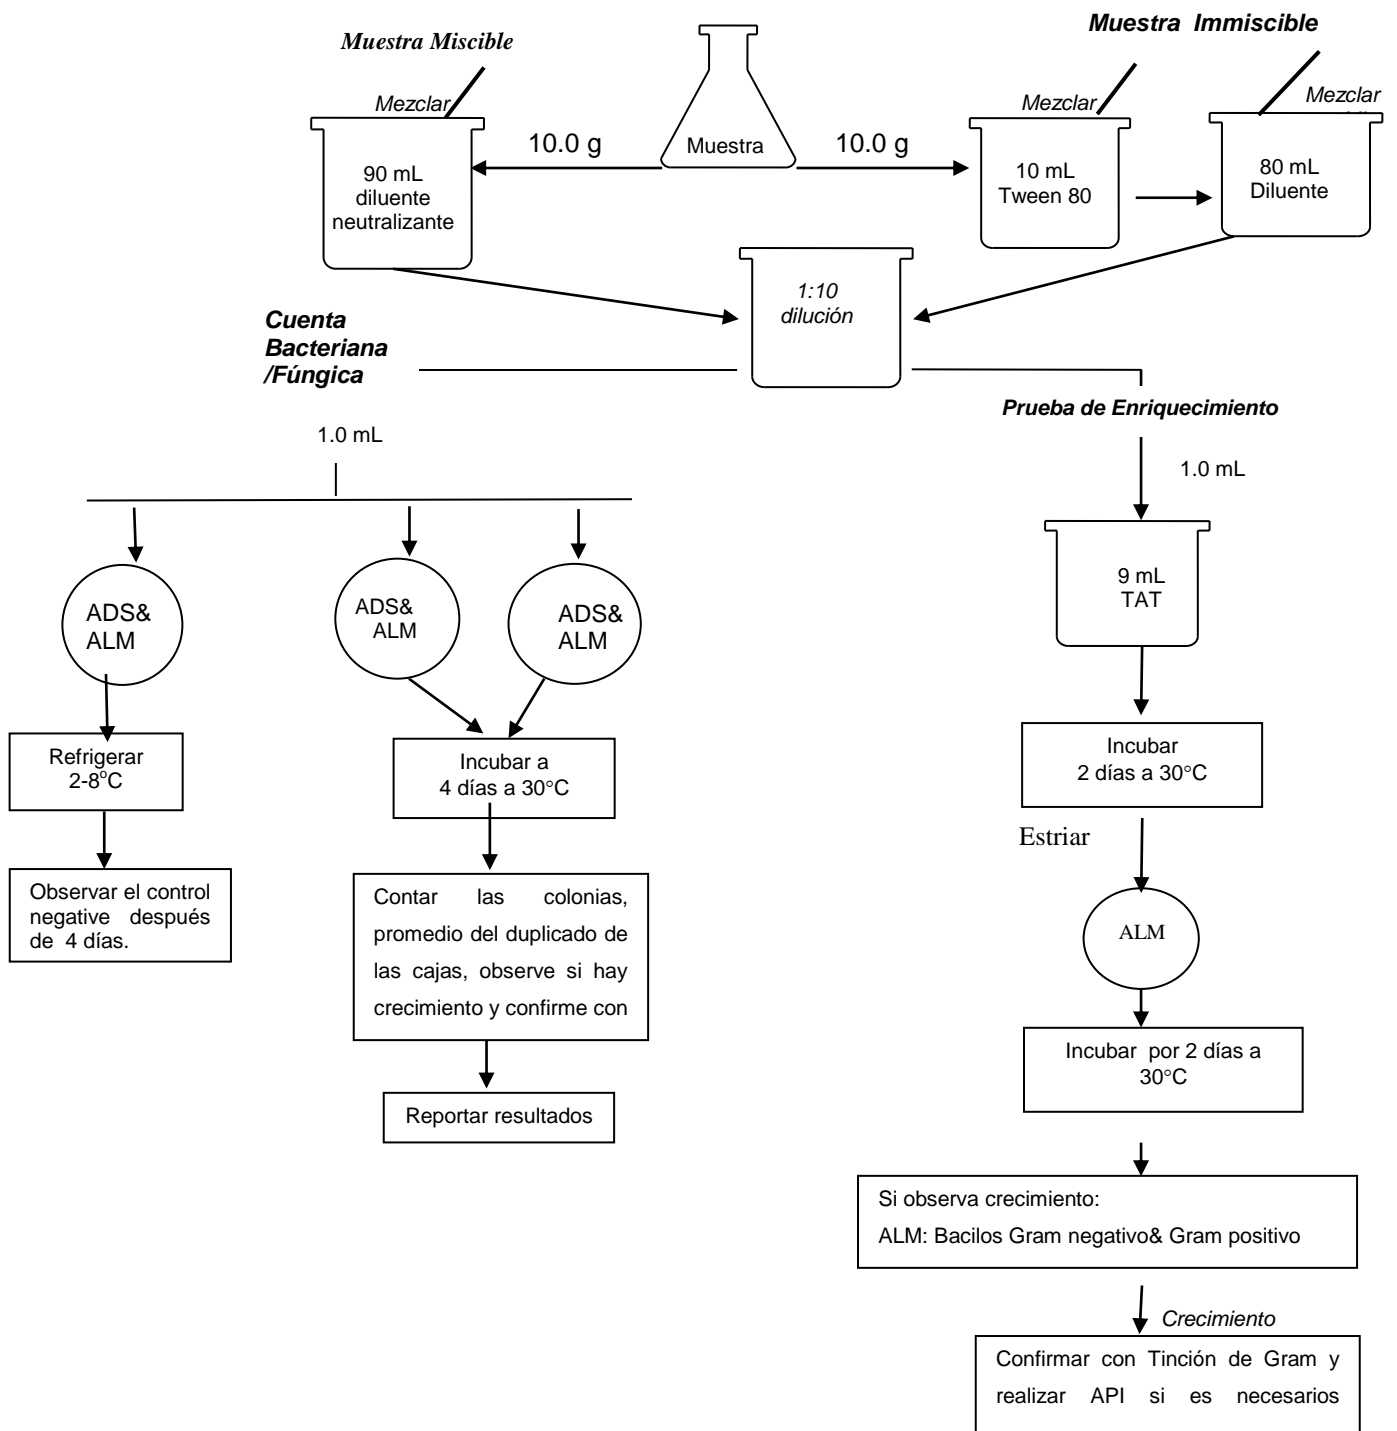 Muestra Miscible
Muestra Immiscible
Mezclar
Mezclar
Mezclar
10.0 g
Muestra
10.0 g
90 mL
diluente
neutralizante
10 mL
Tween 80
80 mL
Diluente
1:10
dilución
Cuenta
Bacteriana
/Fúngica
Prueba de Enriquecimiento
1.0 mL
1.0 mL
ADS&
ALM
ADS&
ALM
ADS&
ALM
9 mL
TAT
Refrigerar
2-8°C
Incubar a
4 días a 30°C
Incubar
2 días a 30°C
Estriar
Observar el control
negative después
de 4 días.
Contar las colonias,
promedio del duplicado de
las cajas, observe si hay
crecimiento y confirme con
ALM
Incubar por 2 días a
30°C
Reportar resultados
Si observa crecimiento:
ALM: Bacilos Gram negativo& Gram positivo
Crecimiento
Confirmar con Tinción de Gram y
realizar API si es necesarios